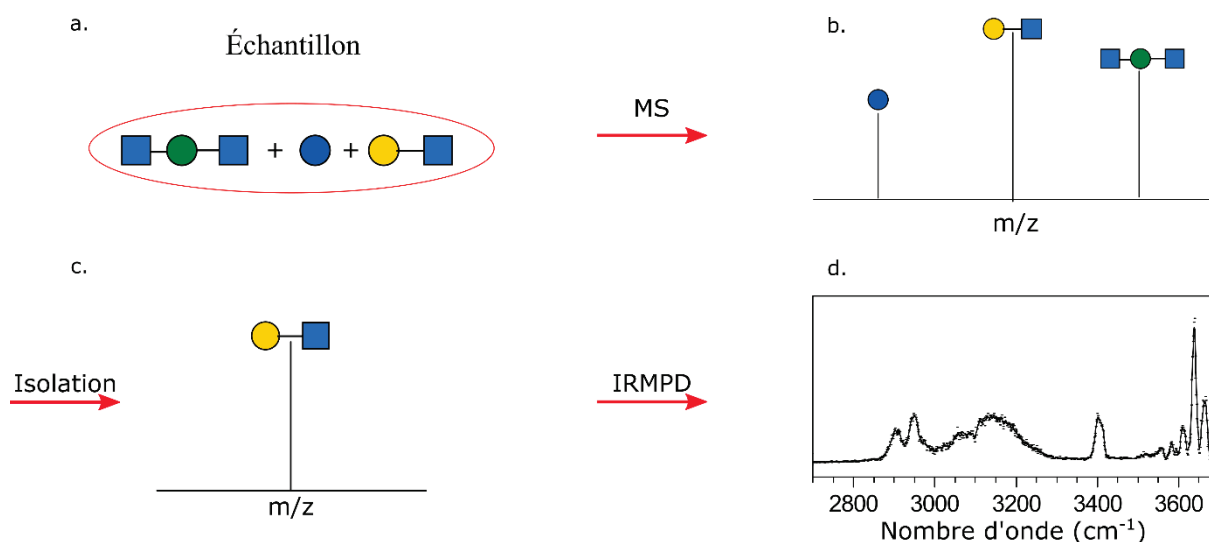 a.
Échantillon
+ +
MS
b.
m/z
c.
Isolation
m/z
IRMPD
d.
2800 3000 3200 3400 3600
Nombre d'onde (cm⁻¹)